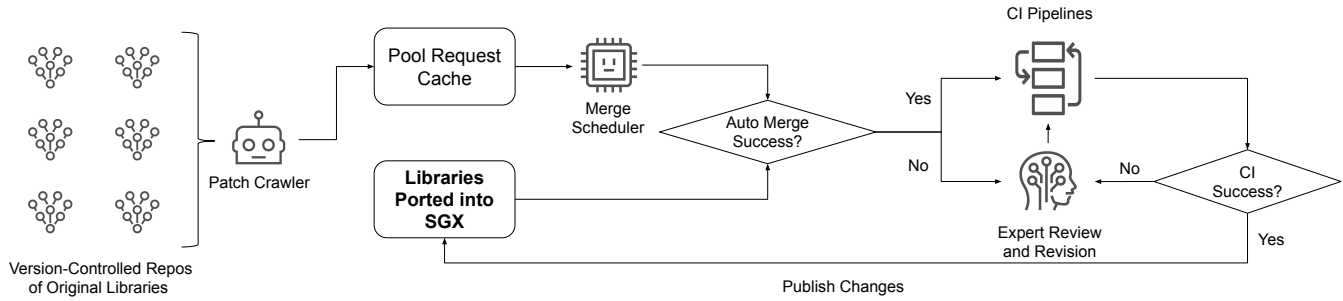 CI Pipelines
Pool Request
Cache
Merge
Scheduler
Yes
Auto Merge
Success?
No
Patch Crawler
Libraries
Ported into
SGX
No
CI
Success?
Expert Review
and Revision
Yes
Version-Controlled Repos
of Original Libraries
Publish Changes